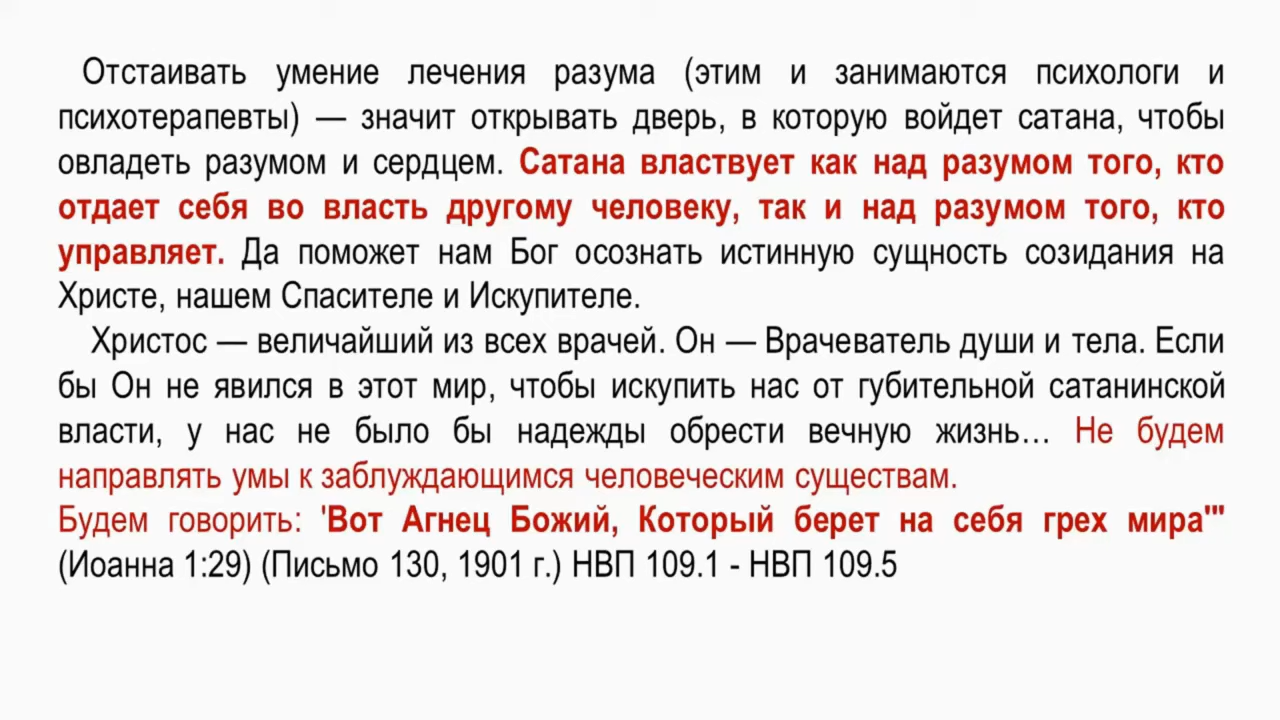 Отстаивать умение лечения разума (этим и занимаются психологи и
психотерапевты) — значит открывать дверь, в которую войдет сатана, чтобы
овладеть разумом и сердцем. Сатана властвует как над разумом того, кто
отдает себя во власть другому человеку, так и над разумом того, кто
управляет. Да поможет нам Бог осознать истинную сущность созидания на
Христе, нашем Спасителе и Искупителе.
Христос — величайший из всех врачей. Он — Врачеватель души и тела. Если
бы Он не явился в этот мир, чтобы искупить нас от губительной сатанинской
власти, у нас не было бы надежды обрести вечную жизнь… Не будем
направлять умы к заблуждающимся человеческим существам.
Будем говорить: 'Вот Агнец Божий, Который берет на себя грех мира'"
(Иоанна 1:29) (Письмо 130, 1901 г.) НВП 109.1 - НВП 109.5